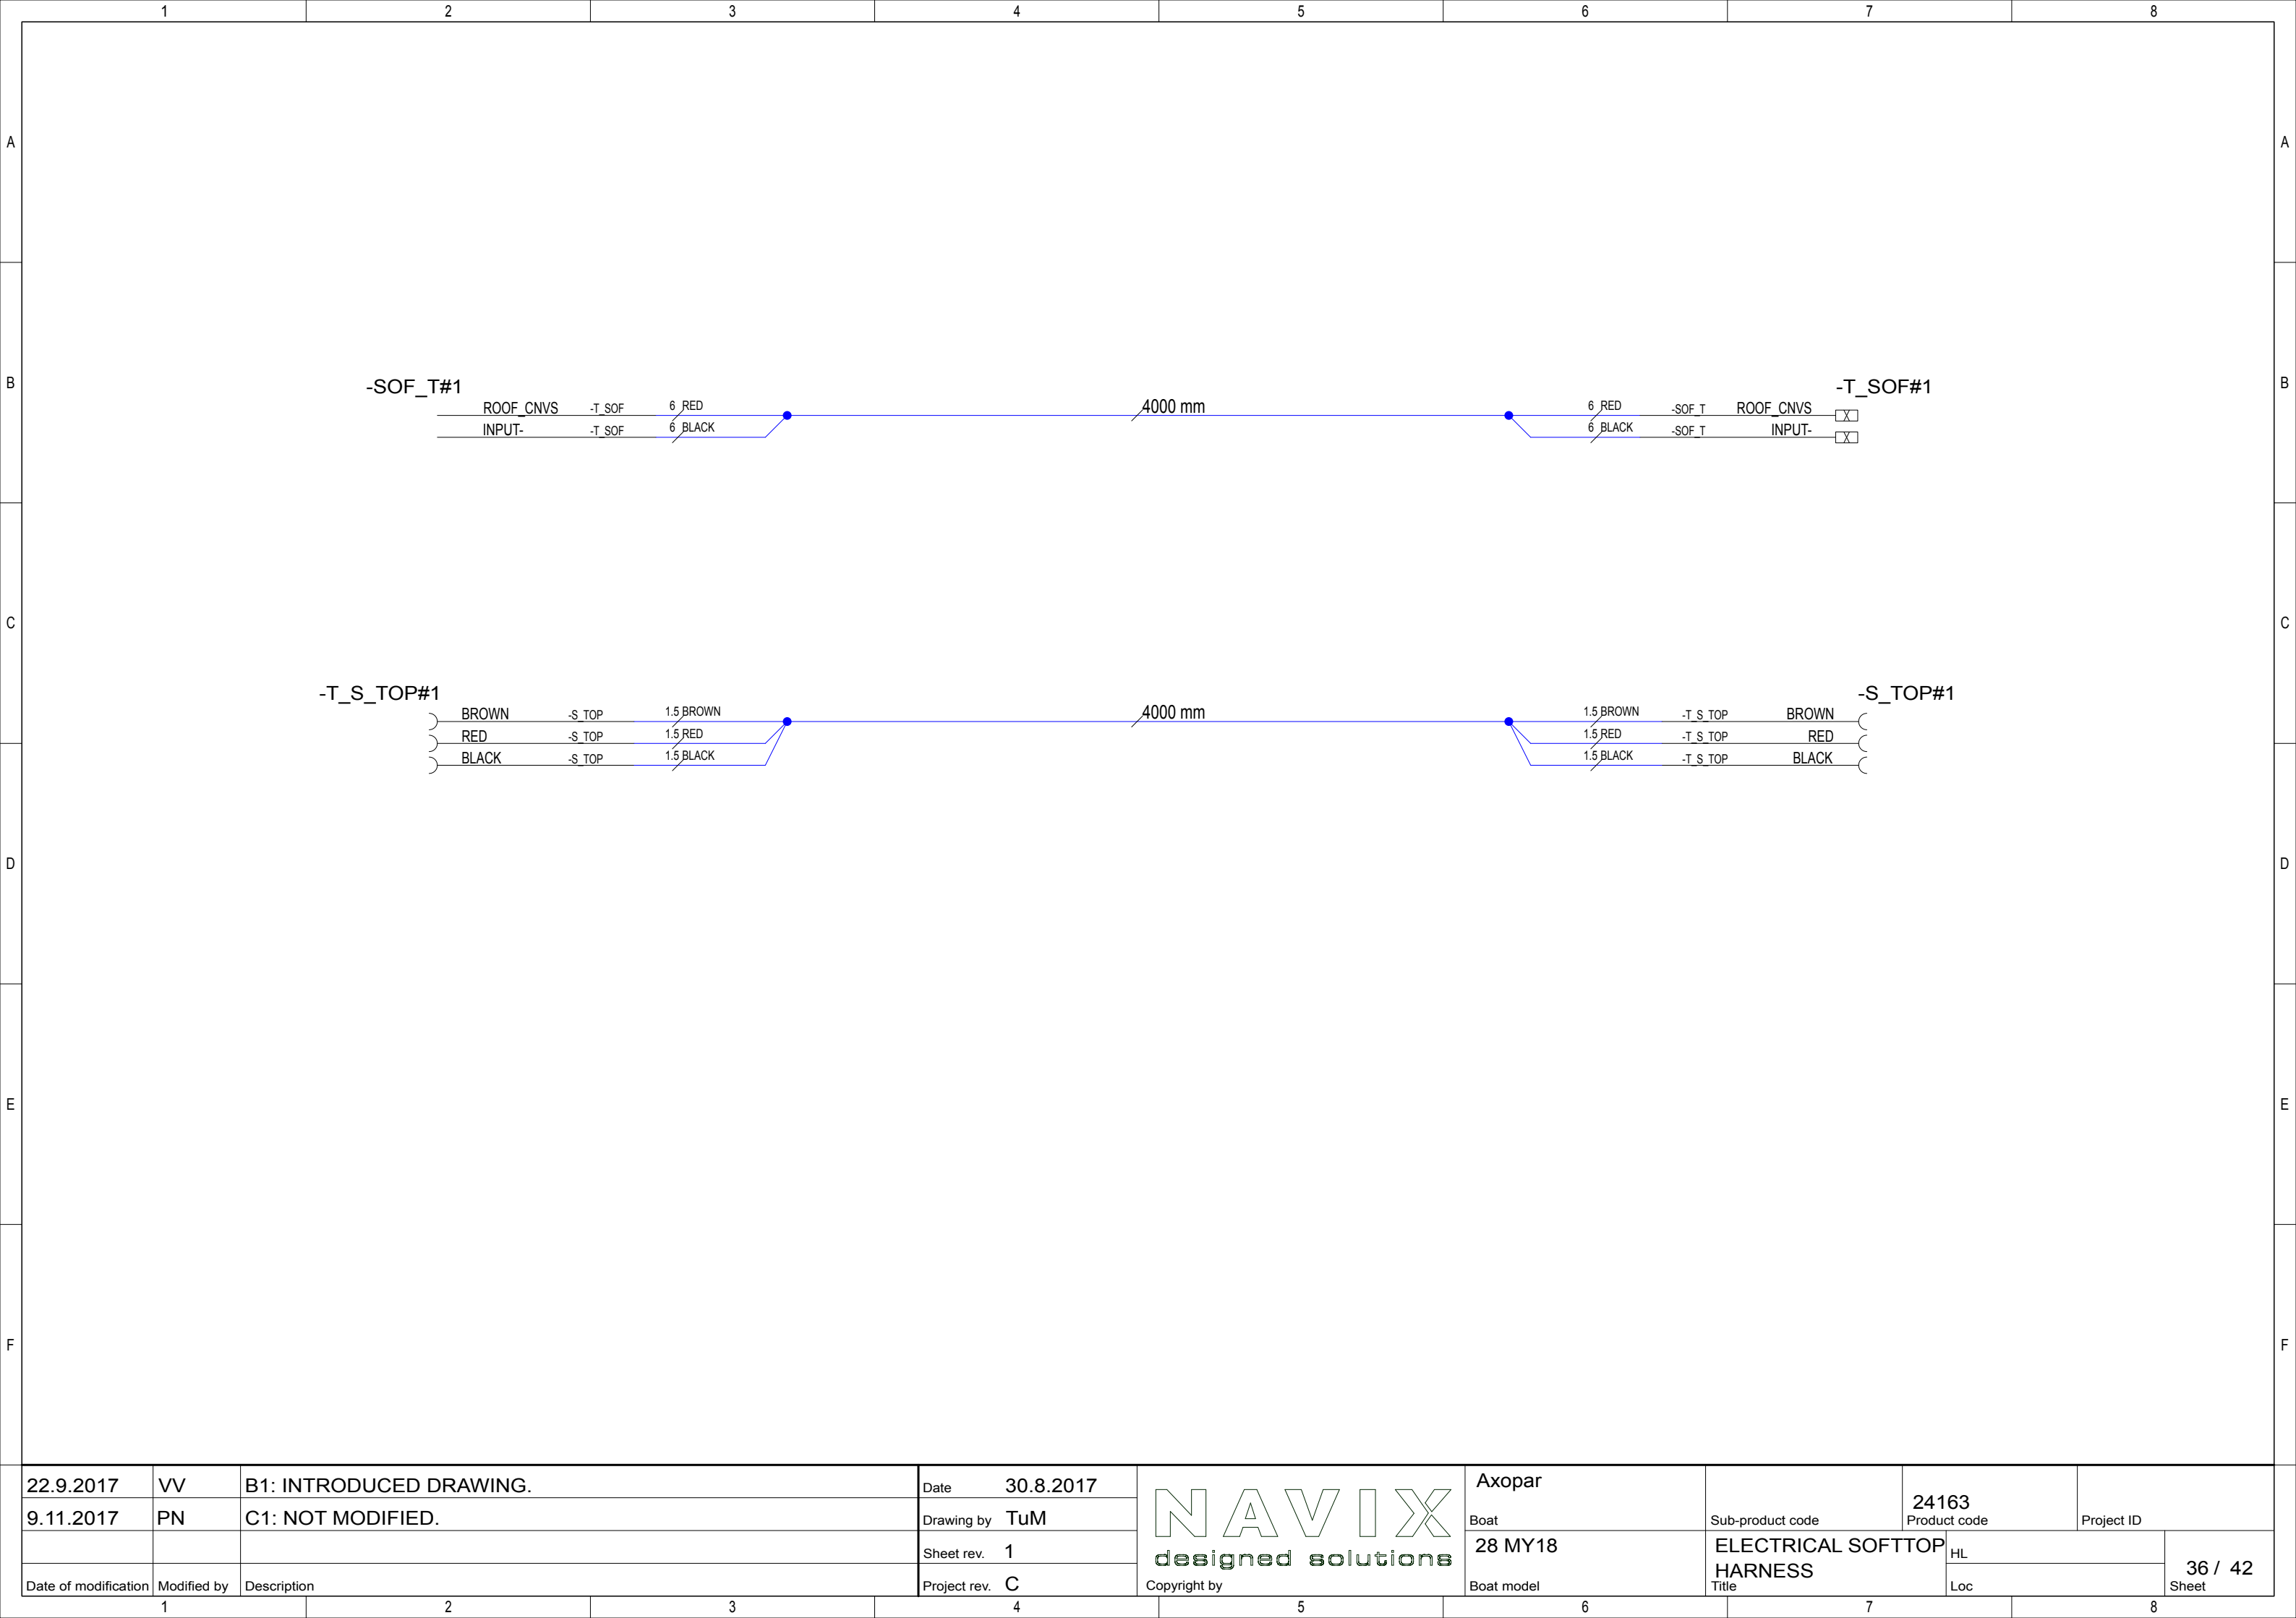 1 2 3 4 5 6 7 8
A A
B B
-SOF_T#1 -T_SOF#1
ROOF_CNVS -T_SOF 6 RED 4000 mm 6 RED -SOF_T ROOF_CNVS X
INPUT- -T_SOF 6 BLACK 6 BLACK -SOF_T INPUT- X
C C
-T_S_TOP#1 -S_TOP#1
BROWN -S_TOP 1.5 BROWN 4000 mm 1.5 BROWN -T_S_TOP BROWN
RED -S_TOP 1.5 RED 1.5 RED -T_S_TOP RED
BLACK -S_TOP 1.5 BLACK 1.5 BLACK -T_S_TOP BLACK
D D
E E
F F
22.9.2017 VV B1: INTRODUCED DRAWING.
9.11.2017 PN C1: NOT MODIFIED.
Date of modification Modified by Description
Date 30.8.2017
Drawing by TuM
Sheet rev. 1
Project rev. C
NAVIX
designed solutions
Copyright by
Axopar
Boat
28 MY18
Boat model
Sub-product code
24163
Product code
Project ID
ELECTRICAL SOFTTOP
HARNESS
Title
HL
Loc
36 / 42
Sheet
1 2 3 4 5 6 7 8